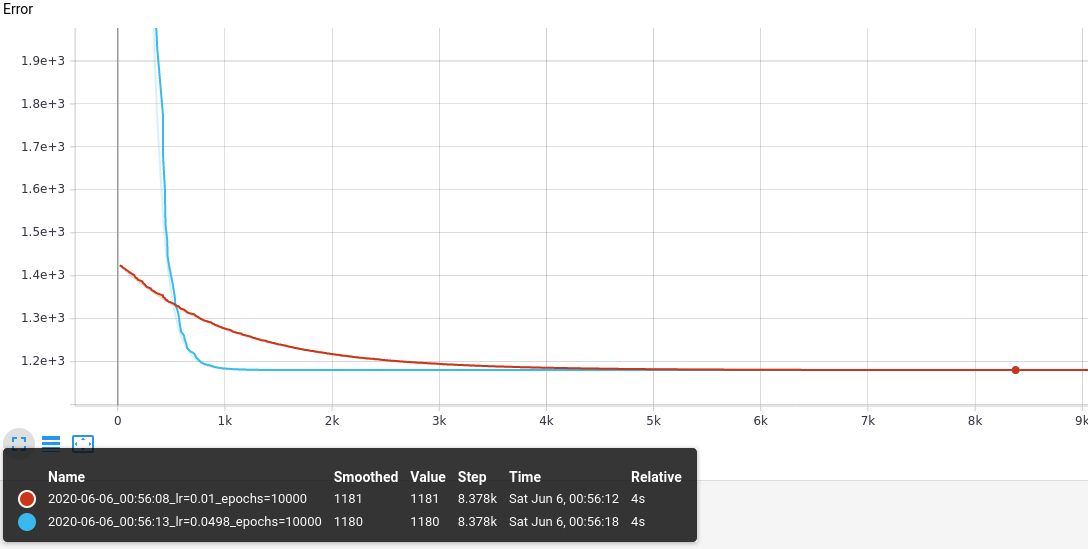 Error
1.9e+3
1.8e+3
1.7e+3
1.6e+3
1.5e+3
1.4e+3
1.3e+3
1.2e+3
0 1k 2k 3k 4k 5k 6k 7k 8k 9k
Name Smoothed Value Step Time Relative
2020-06-06_00:56:08_lr=0.01_epochs=10000 1181 1181 8.378k Sat Jun 6, 00:56:12 4s
2020-06-06_00:56:13_lr=0.0498_epochs=10000 1180 1180 8.378k Sat Jun 6, 00:56:18 4s